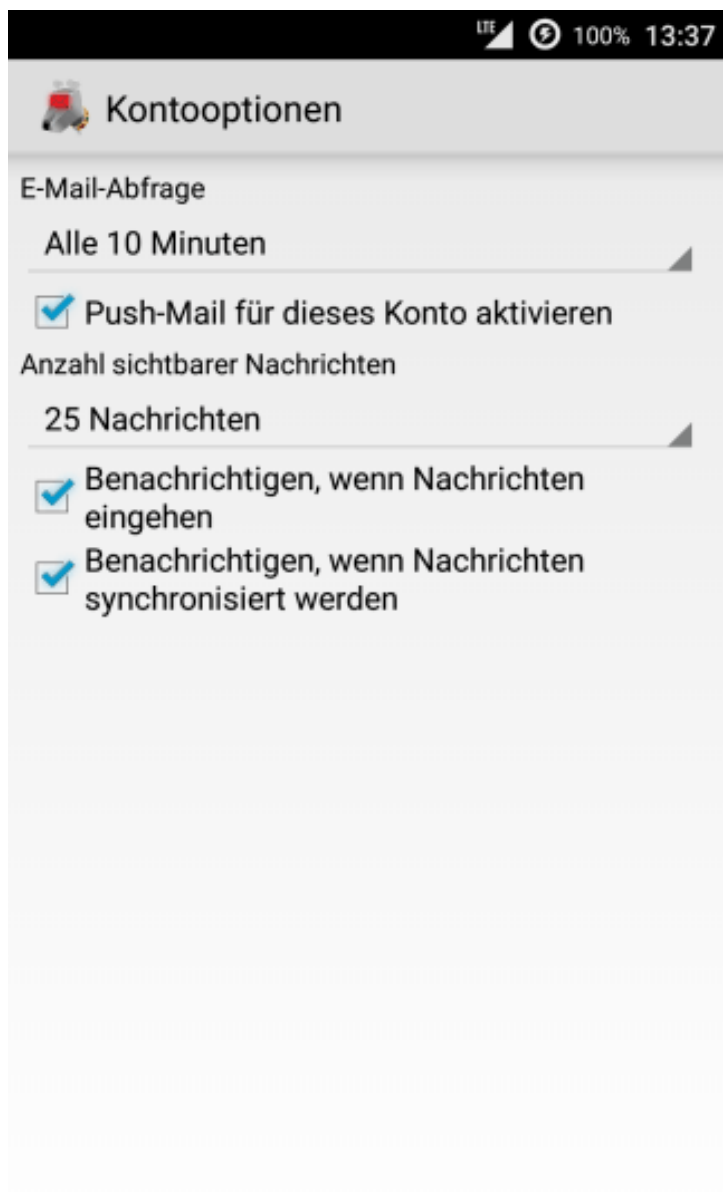 LTE 100% 13:37
Kontooptionen
E-Mail-Abfrage
Alle 10 Minuten
Push-Mail für dieses Konto aktivieren
Anzahl sichtbarer Nachrichten
25 Nachrichten
Benachrichtigen, wenn Nachrichten
eingehen
Benachrichtigen, wenn Nachrichten
synchronisiert werden